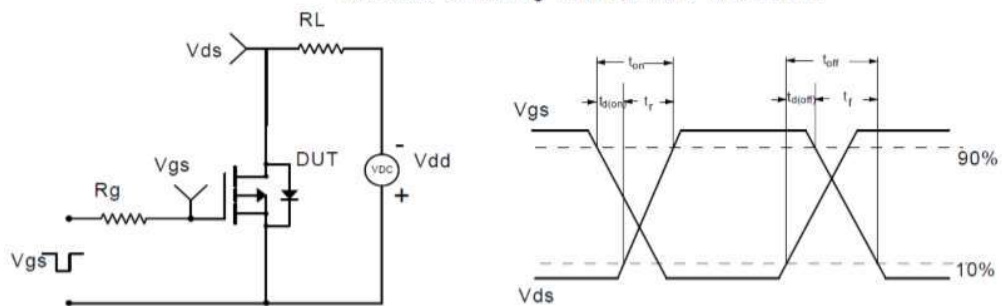 RL
Vds
Vgs
DUT
-
VDC
Vdd
+
Rg
Vgs
ton
toff
td(on)
tr
td(off)
tf
Vgs
90%
10%
Vds